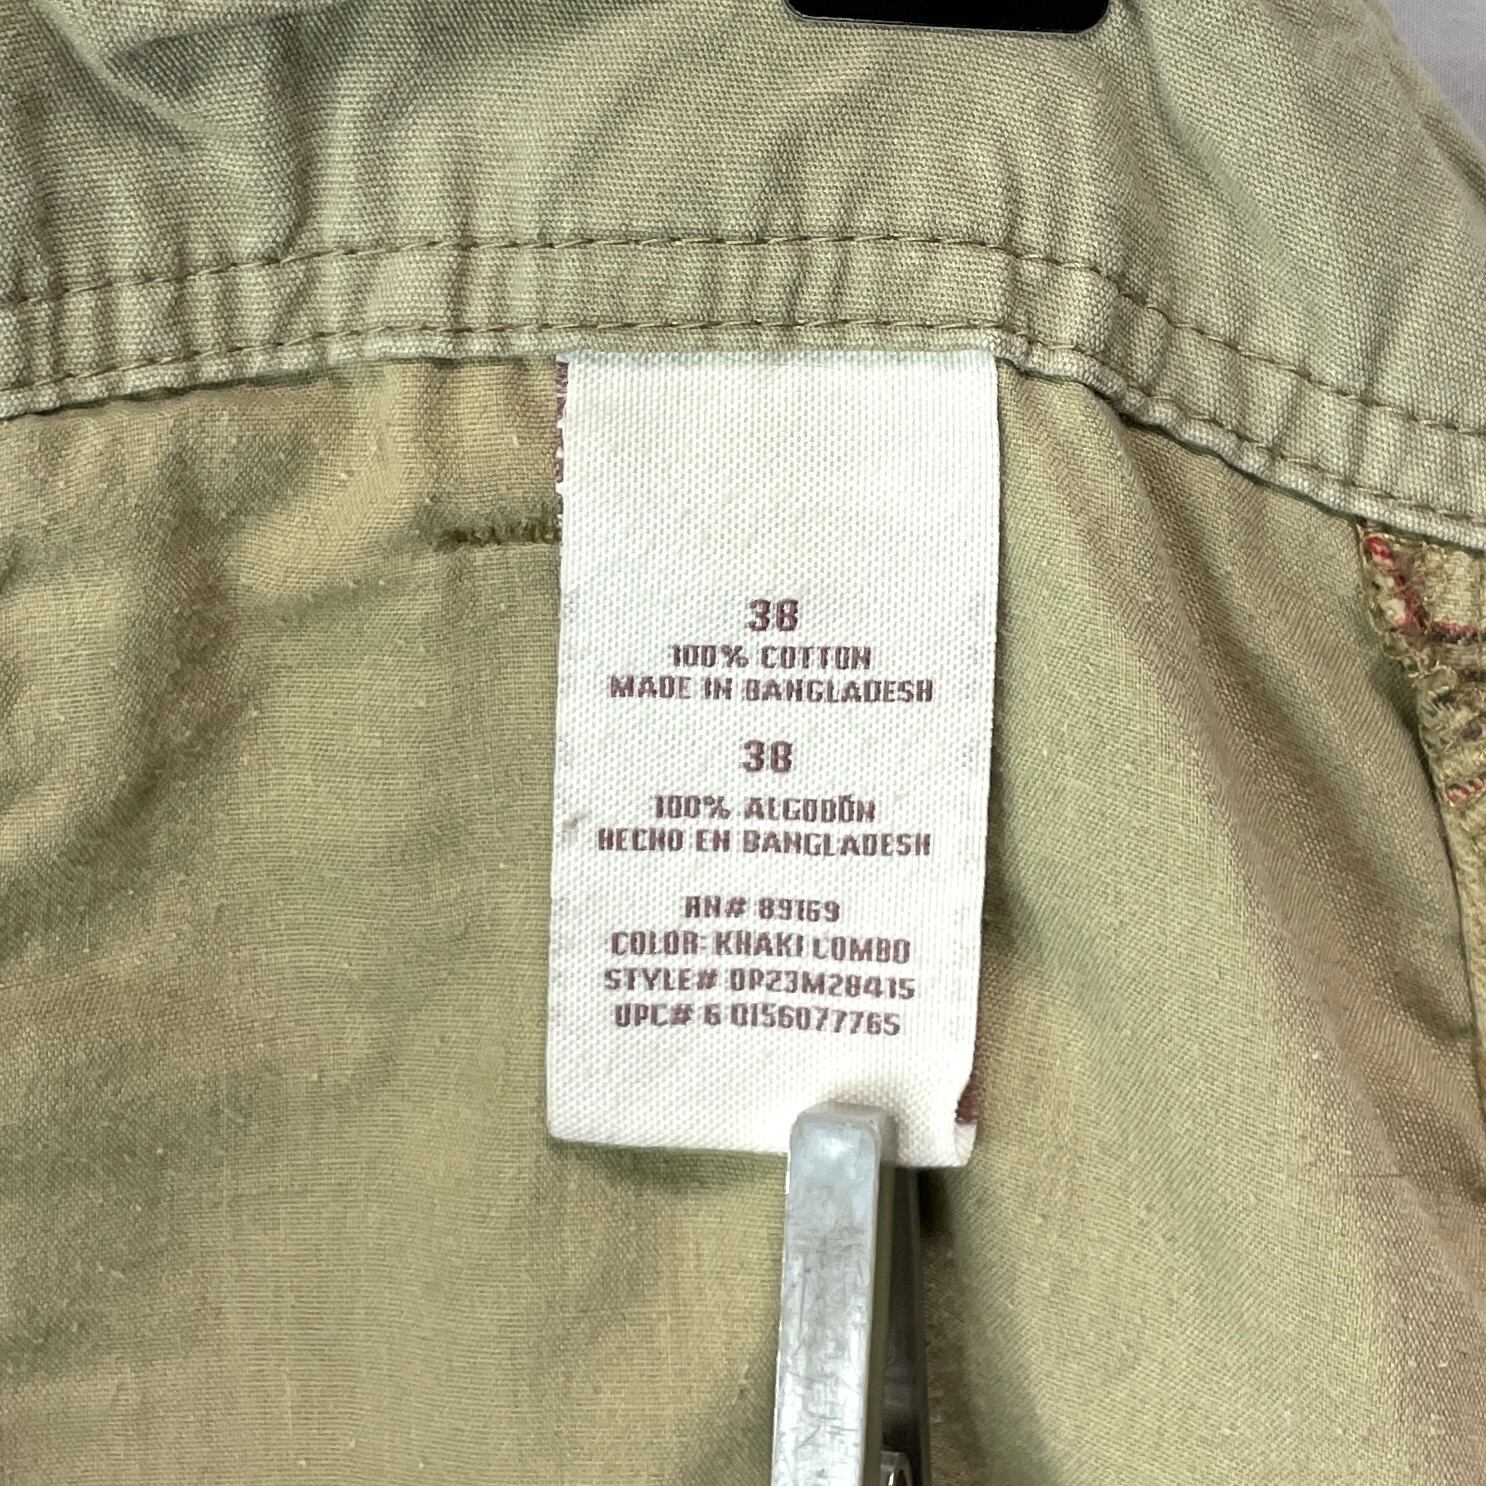 38
100% COTTON
MADE IN BANGLADESH
38
100% ALGODÓN
HECHO EN BANGLADESH
RN# 89169
COLOR: KHAKI COMBO
STYLE# OP23M28415
UPC# 6 0156077765